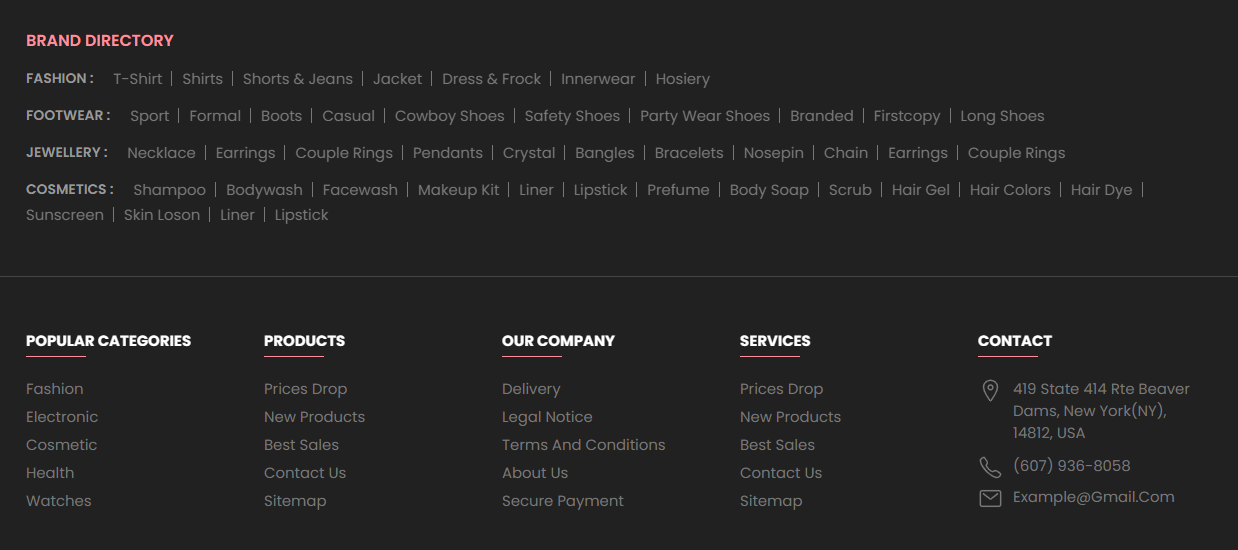 BRAND DIRECTORY
FASHION : T-Shirt | Shirts | Shorts & Jeans | Jacket | Dress & Frock | Innerwear | Hosiery
FOOTWEAR : Sport | Formal | Boots | Casual | Cowboy Shoes | Safety Shoes | Party Wear Shoes | Branded | Firstcopy | Long Shoes
JEWELLERY : Necklace | Earrings | Couple Rings | Pendants | Crystal | Bangles | Bracelets | Nosepin | Chain | Earrings | Couple Rings
COSMETICS : Shampoo | Bodywash | Facewash | Makeup Kit | Liner | Lipstick | Prefume | Body Soap | Scrub | Hair Gel | Hair Colors | Hair Dye |
Sunscreen | Skin Loson | Liner | Lipstick
POPULAR CATEGORIES
Fashion
Electronic
Cosmetic
Health
Watches
PRODUCTS
Prices Drop
New Products
Best Sales
Contact Us
Sitemap
OUR COMPANY
Delivery
Legal Notice
Terms And Conditions
About Us
Secure Payment
SERVICES
Prices Drop
New Products
Best Sales
Contact Us
Sitemap
CONTACT
419 State 414 Rte Beaver
Dams, New York(NY),
14812, USA
(607) 936-8058
Example@Gmail.Com